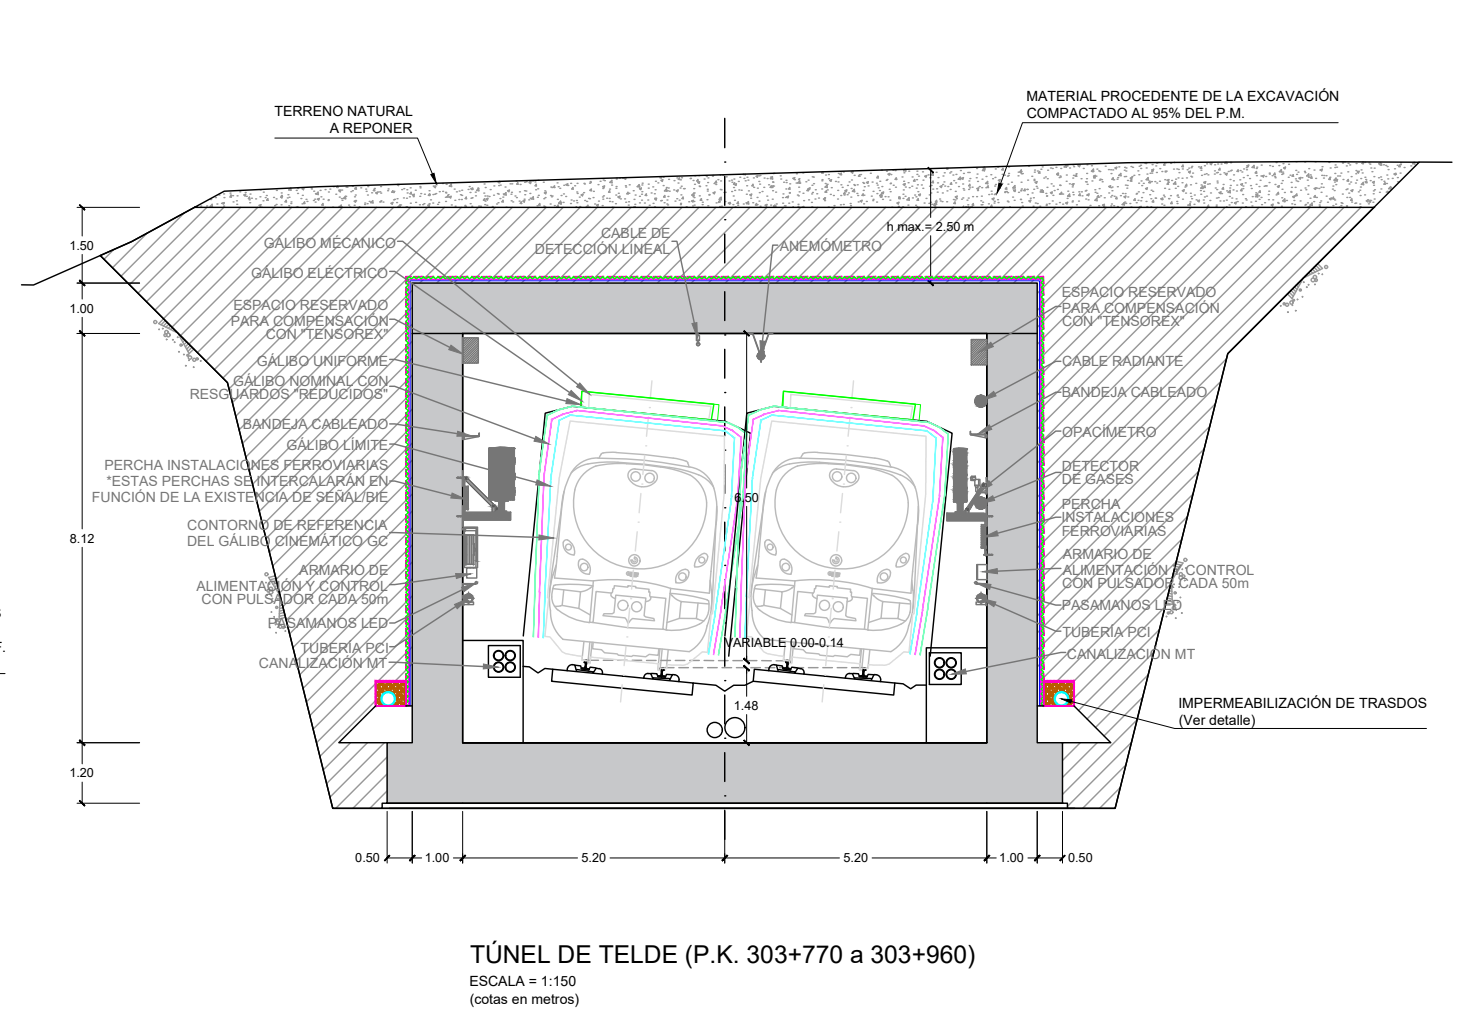 TERRENO NATURAL
A REPONER
MATERIAL PROCEDENTE DE LA EXCAVACIÓN
COMPACTADO AL 95% DEL P.M.
1.50
1.00
8.12
1.20
h max.= 2.50 m
GÁLIBO MECÁNICO
GÁLIBO ELÉCTRICO
ESPACIO RESERVADO
PARA COMPENSACIÓN
CON "TENSOREX"
GÁLIBO UNIFORME
GÁLIBO NOMINAL CON
RESGUARDOS "REDUCIDOS"
BANDEJA CABLEADO
GÁLIBO LÍMITE
PERCHA INSTALACIONES FERROVIARIAS
*ESTAS PERCHAS SE INTERCALARÁN EN
FUNCIÓN DE LA EXISTENCIA DE SEÑAL/BIE
CONTORNO DE REFERENCIA
DEL GÁLIBO CINEMÁTICO GC
ARMARIO DE
ALIMENTACIÓN Y CONTROL
CON PULSADOR CADA 50m
PASAMANOS LED
TUBERÍA PCI
CANALIZACIÓN MT
CABLE DE
DETECCIÓN LINEAL
ANEMÓMETRO
6.50
VARIABLE 0.00-0.14
1.48
ESPACIO RESERVADO
PARA COMPENSACIÓN
CON "TENSOREX"
CABLE RADIANTE
BANDEJA CABLEADO
OPACÍMETRO
DETECTOR
DE GASES
PERCHA
INSTALACIONES
FERROVIARIAS
ARMARIO DE
ALIMENTACIÓN Y CONTROL
CON PULSADOR CADA 50m
PASAMANOS LED
TUBERÍA PCI
CANALIZACIÓN MT
IMPERMEABILIZACIÓN DE TRASDOS
(Ver detalle)
0.50 1.00 5.20 5.20 1.00 0.50
TÚNEL DE TELDE (P.K. 303+770 a 303+960)
ESCALA = 1:150
(cotas en metros)